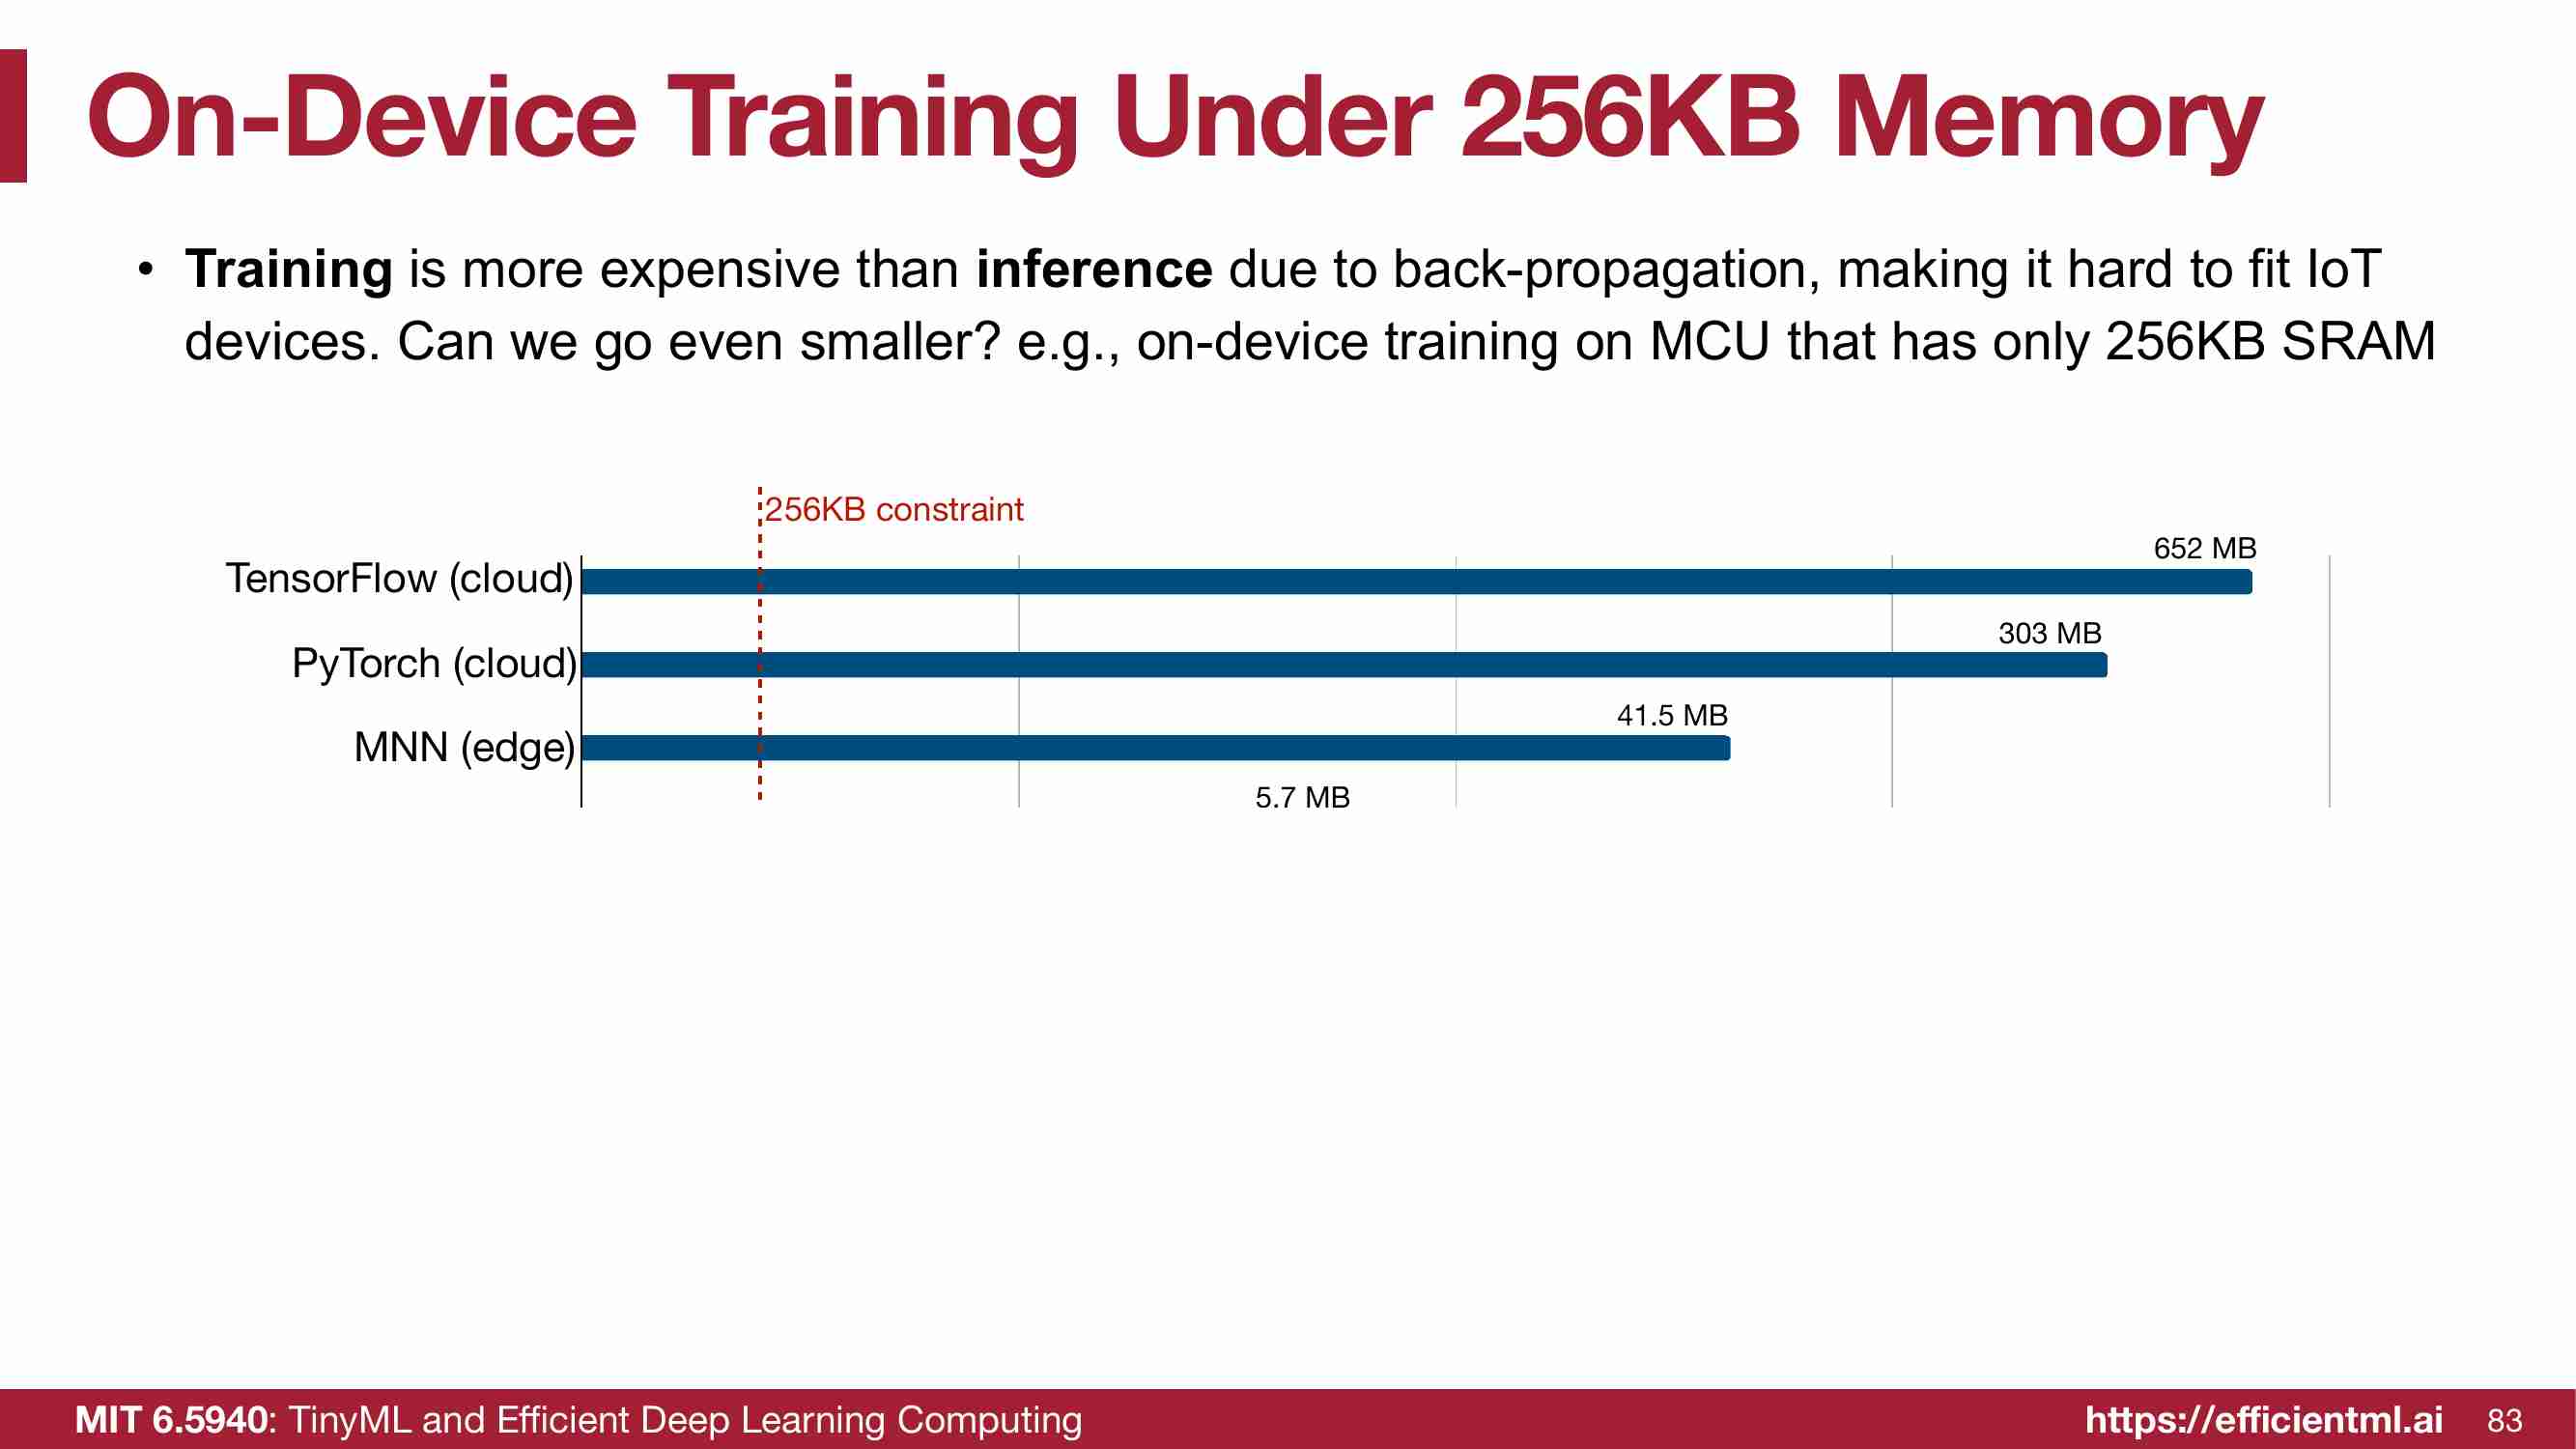 On-Device Training Under 256KB Memory
• Training is more expensive than inference due to back-propagation, making it hard to fit IoT
devices. Can we go even smaller? e.g., on-device training on MCU that has only 256KB SRAM
256KB constraint
652 MB
TensorFlow (cloud)
303 MB
PyTorch (cloud)
41.5 MB
MNN (edge)
5.7 MB
MIT 6.5940: TinyML and Efficient Deep Learning Computing
https://efficientml.ai
83